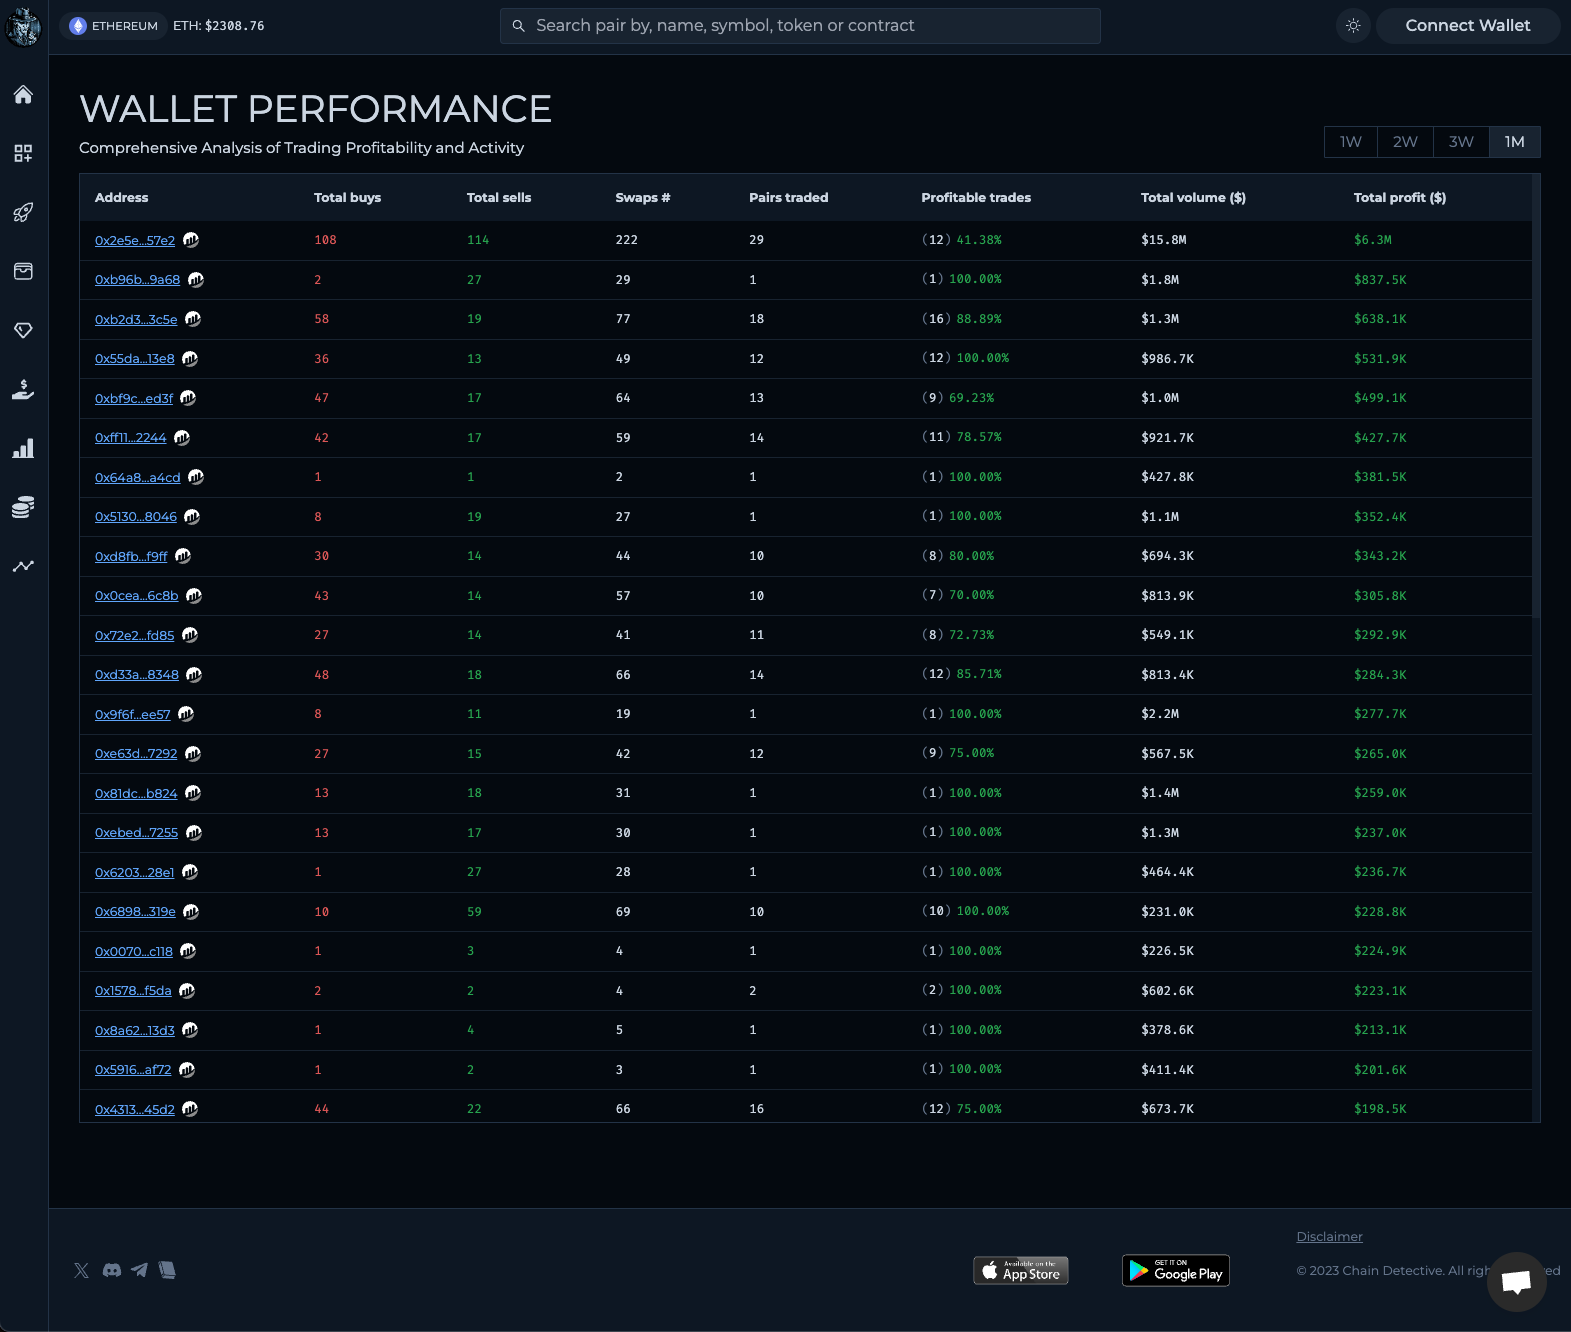 ETHEREUM ETH: $2308.76 Search pair by, name, symbol, token or contract Connect Wallet
WALLET PERFORMANCE
Comprehensive Analysis of Trading Profitability and Activity
1W 2W 3W 1M
Address Total buys Total sells Swaps # Pairs traded Profitable trades Total volume ($) Total profit ($)
0x2e5e...57e2 108 114 222 29 (12) 41.38% $15.8M $6.3M
0xb96b...9a68 2 27 29 1 (1) 100.00% $1.8M $837.5K
0xb2d3...3c5e 58 19 77 18 (16) 88.89% $1.3M $638.1K
0x55da...13e8 36 13 49 12 (12) 100.00% $986.7K $531.9K
0xbf9c...ed3f 47 17 64 13 (9) 69.23% $1.0M $499.1K
0xff11...2244 42 17 59 14 (11) 78.57% $921.7K $427.7K
0x64a8...a4cd 1 1 2 1 (1) 100.00% $427.8K $381.5K
0x5130...8046 8 19 27 1 (1) 100.00% $1.1M $352.4K
0xd8fb...f9ff 30 14 44 10 (8) 80.00% $694.3K $343.2K
0x0cea...6c8b 43 14 57 10 (7) 70.00% $813.9K $305.8K
0x72e2...fd85 27 14 41 11 (8) 72.73% $549.1K $292.9K
0xd33a...8348 48 18 66 14 (12) 85.71% $813.4K $284.3K
0x9f6f...ee57 8 11 19 1 (1) 100.00% $2.2M $277.7K
0xe63d...7292 27 15 42 12 (9) 75.00% $567.5K $265.0K
0x81dc...b824 13 18 31 1 (1) 100.00% $1.4M $259.0K
0xebed...7255 13 17 30 1 (1) 100.00% $1.3M $237.0K
0x6203...28e1 1 27 28 1 (1) 100.00% $464.4K $236.7K
0x6898...319e 10 59 69 10 (10) 100.00% $231.0K $228.8K
0x0070...c118 1 3 4 1 (1) 100.00% $226.5K $224.9K
0x1578...f5da 2 2 4 2 (2) 100.00% $602.6K $223.1K
0x8a62...13d3 1 4 5 1 (1) 100.00% $378.6K $213.1K
0x5916...af72 1 2 3 1 (1) 100.00% $411.4K $201.6K
0x4313...45d2 44 22 66 16 (12) 75.00% $673.7K $198.5K
Disclaimer
Available on the
App Store
GET IT ON
Google Play
© 2023 Chain Detective. All